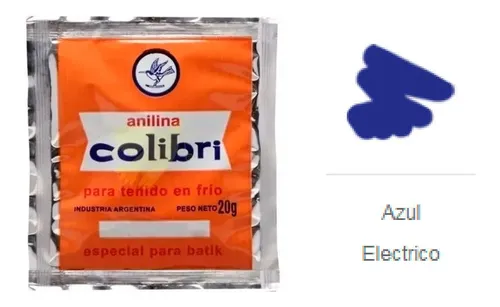 anilina
colibri
para teñido en frio
INDUSTRIA ARGENTINA PESO NETO 20g
especial para batik
Azul
Electrico